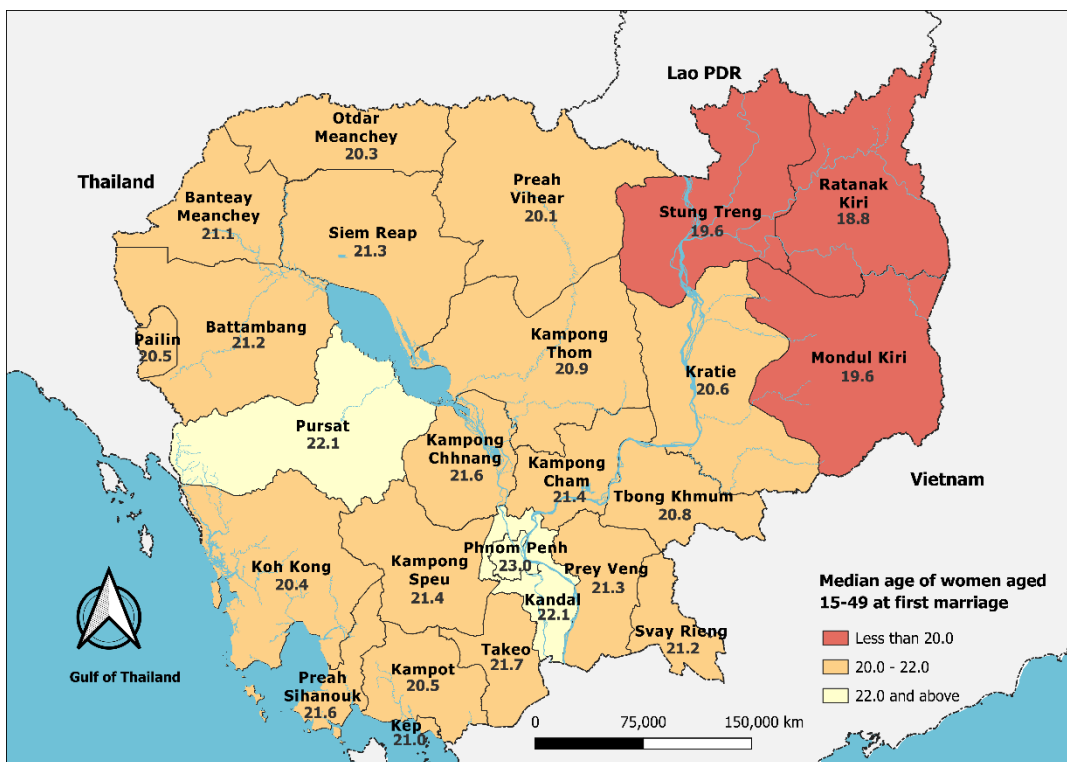 Lao PDR
Otdar
Meanchey
20.3
Thailand
Banteay
Meanchey
21.1
Preah
Vihear
20.1
Ratanak
Kiri
18.8
Stung Treng
19.6
Siem Reap
21.3
Pailin
20.5
Battambang
21.2
Kampong
Thom
20.9
Kratie
20.6
Mondul Kiri
19.6
Pursat
22.1
Kampong
Chhnang
21.6
Kampong
Cham
21.4
Vietnam
Tbong Khmum
20.8
Phnom Penh
23.0
Koh Kong
20.4
Kampong
Speu
21.4
Prey Veng
21.3
Kandal
22.1
Median age of women aged
15-49 at first marriage
Less than 20.0
20.0 - 22.0
22.0 and above
Svay Rieng
21.2
Takeo
21.7
Gulf of Thailand
Preah
Sihanouk
21.6
Kampot
20.5
Kep
21.0
0 75,000 150,000 km